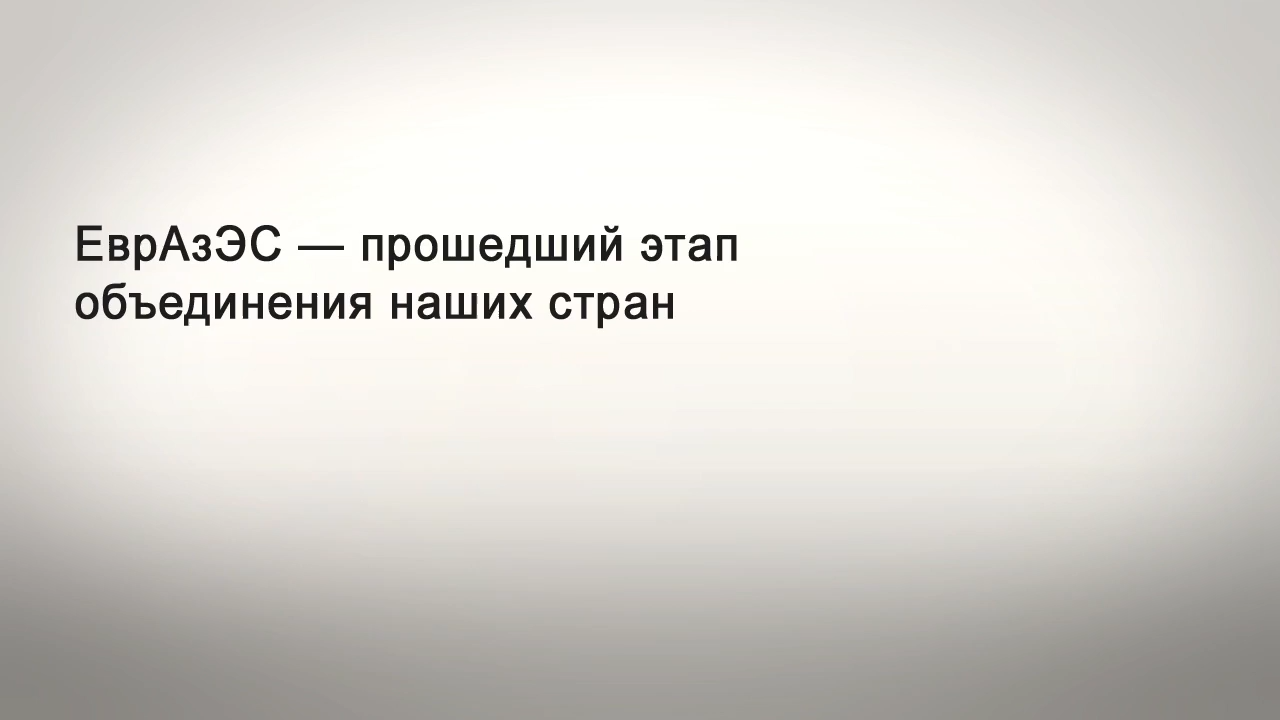 ЕврАзЭС — прошедший этап
объединения наших стран